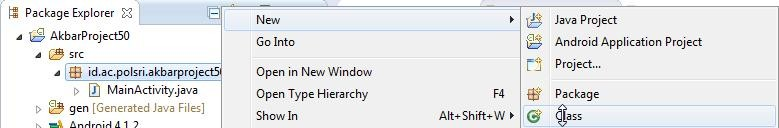 Package Explorer
AkbarProject50
src
id.ac.polsri.akbarproject50
MainActivity.java
gen [Generated Java Files]
Android 4.1.2
New
Go Into
Open in New Window
Open Type Hierarchy F4
Show In Alt+Shift+W
Java Project
Android Application Project
Project...
Package
Class